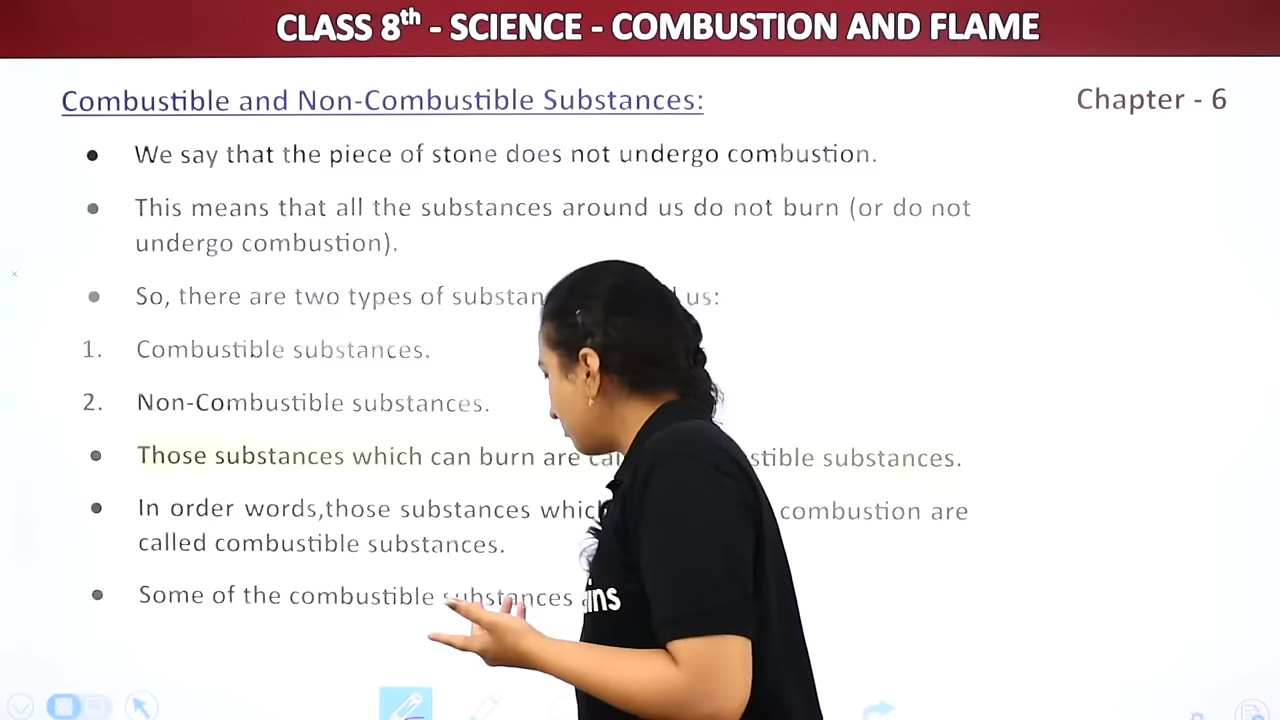 CLASS 8th - SCIENCE - COMBUSTION AND FLAME
Combustible and Non-Combustible Substances:
Chapter - 6
We say that the piece of stone does not undergo combustion.
This means that all the substances around us do not burn (or do not
undergo combustion).
So, there are two types of us:
1. Combustible substances.
2. Non-Combustible substances.
Those substances which can burn are substances.
In order words,those substances combustion are
called combustible substances.
Some of the combustible substances